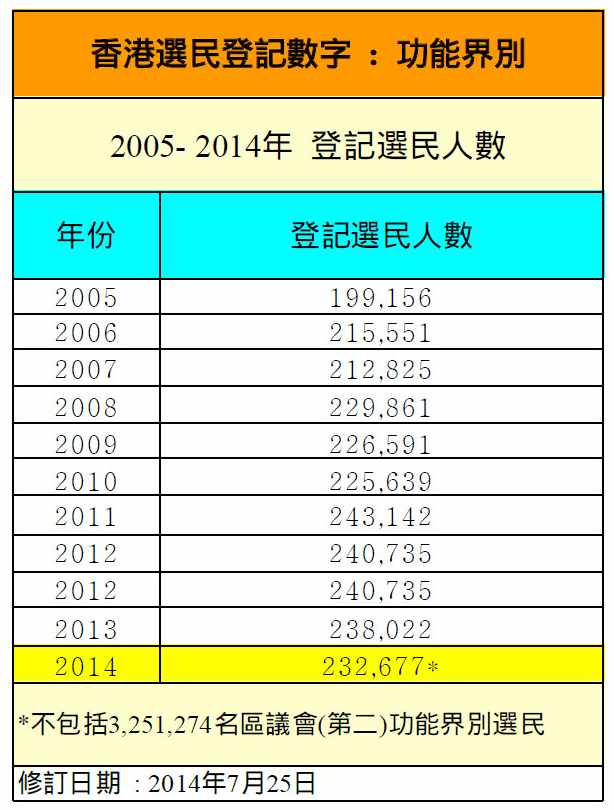 香港選民登記數字 : 功能界別
2005- 2014年 登記選民人數
年份 登記選民人數
2005 199,156
2006 215,551
2007 212,825
2008 229,861
2009 226,591
2010 225,639
2011 243,142
2012 240,735
2012 240,735
2013 238,022
2014 232,677*
*不包括3,251,274名區議會(第二)功能界別選民
修訂日期 : 2014年7月25日